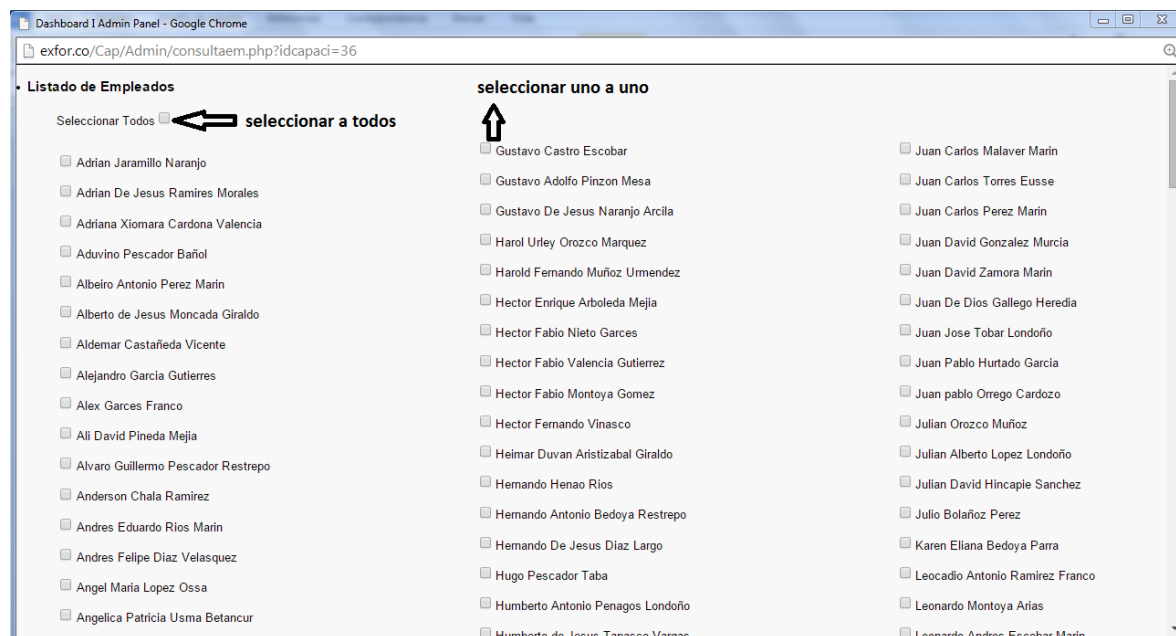 Dashboard I Admin Panel - Google Chrome
exfor.co/Cap/Admin/consultaem.php?idcapaci=36
Listado de Empleados
seleccionar uno a uno
Seleccionar Todos
seleccionar a todos
Adrian Jaramillo Naranjo
Adrian De Jesus Ramires Morales
Adriana Xiomara Cardona Valencia
Aduvino Pescador Bañol
Albeiro Antonio Perez Marin
Alberto de Jesus Moncada Giraldo
Aldemar Castañeda Vicente
Alejandro Garcia Gutierres
Alex Garces Franco
Ali David Pineda Mejia
Alvaro Guillermo Pescador Restrepo
Anderson Chala Ramirez
Andres Eduardo Rios Marin
Andres Felipe Diaz Velasquez
Angel Maria Lopez Ossa
Angelica Patricia Usma Betancur
Gustavo Castro Escobar
Gustavo Adolfo Pinzon Mesa
Gustavo De Jesus Naranjo Arcila
Harol Urley Orozco Marquez
Harold Fernando Muñoz Urmendez
Hector Enrique Arboleda Mejia
Hector Fabio Nieto Garces
Hector Fabio Valencia Gutierrez
Hector Fabio Montoya Gomez
Hector Fernando Vinasco
Heimar Duvan Aristizabal Giraldo
Hernando Henao Rios
Hernando Antonio Bedoya Restrepo
Hernando De Jesus Diaz Largo
Hugo Pescador Taba
Humberto Antonio Penagos Londoño
Humberto de Jesus Tapasco Vargas
Juan Carlos Malaver Marin
Juan Carlos Torres Eusse
Juan Carlos Perez Marin
Juan David Gonzalez Murcia
Juan David Zamora Marin
Juan De Dios Gallego Heredia
Juan Jose Tobar Londoño
Juan Pablo Hurtado Garcia
Juan pablo Orrego Cardozo
Julian Orozco Muñoz
Julian Alberto Lopez Londoño
Julian David Hincapie Sanchez
Julio Bolañoz Perez
Karen Eliana Bedoya Parra
Leocadio Antonio Ramirez Franco
Leonardo Montoya Arias
Leonardo Andres Escobar Marin